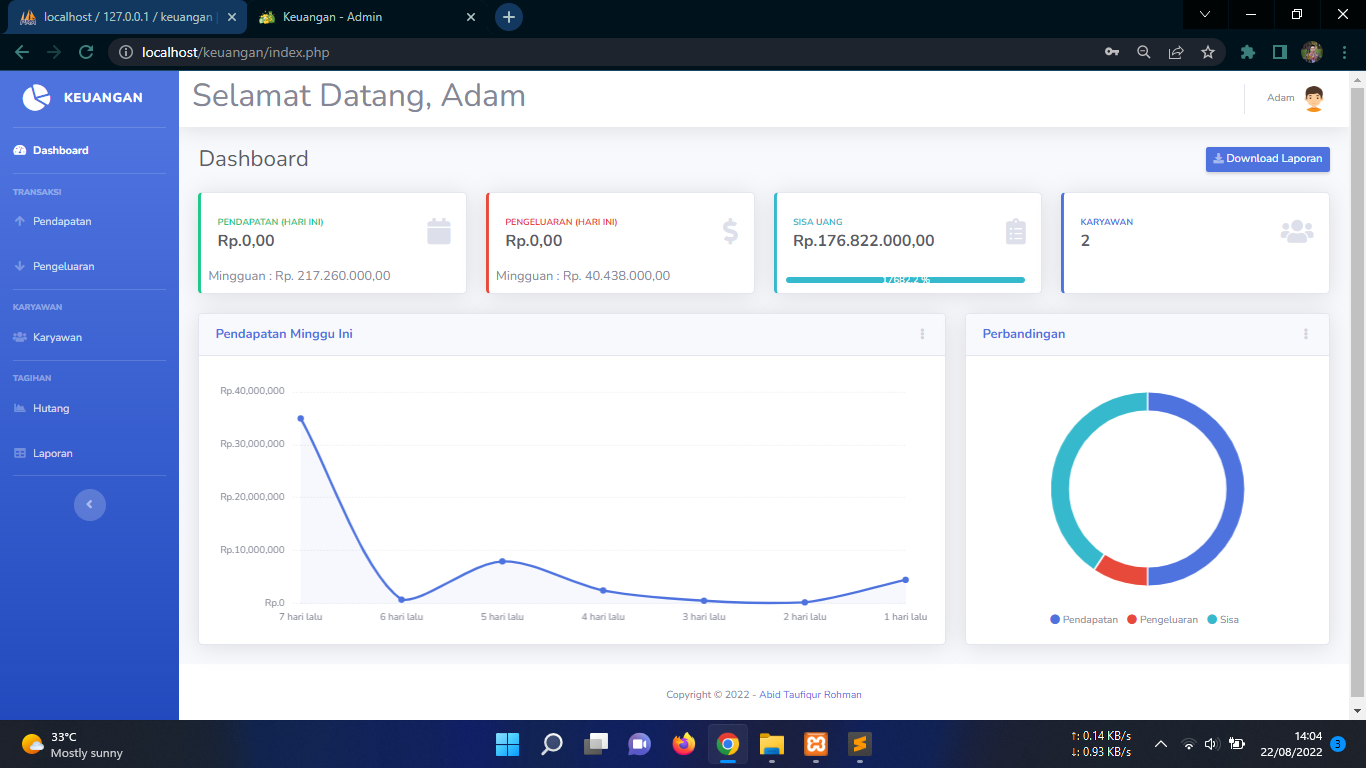 localhost / 127.0.0.1 / keuangan |
Keuangan - Admin
localhost/keuangan/index.php
KEUANGAN
Selamat Datang, Adam
Adam
Dashboard
Dashboard
Download Laporan
TRANSAKSI
Pendapatan
Pengeluaran
KARYAWAN
Karyawan
TAGIHAN
Hutang
Laporan
PENDAPATAN (HARI INI)
Rp.0,00
Mingguan : Rp. 217.260.000,00
PENGELUARAN (HARI INI)
Rp.0,00
Mingguan : Rp. 40.438.000,00
SISA UANG
Rp.176.822.000,00
17682.2 %
KARYAWAN
2
Pendapatan Minggu Ini
Rp.40,000,000
Rp.30,000,000
Rp.20,000,000
Rp.10,000,000
Rp.0
7 hari lalu
6 hari lalu
5 hari lalu
4 hari lalu
3 hari lalu
2 hari lalu
1 hari lalu
Perbandingan
Pendapatan
Pengeluaran
Sisa
Copyright © 2022 - Abid Taufiqur Rohman
33°C
Mostly sunny
↑: 0.14 KB/s
↓: 0.93 KB/s
14:04
22/08/2022
3